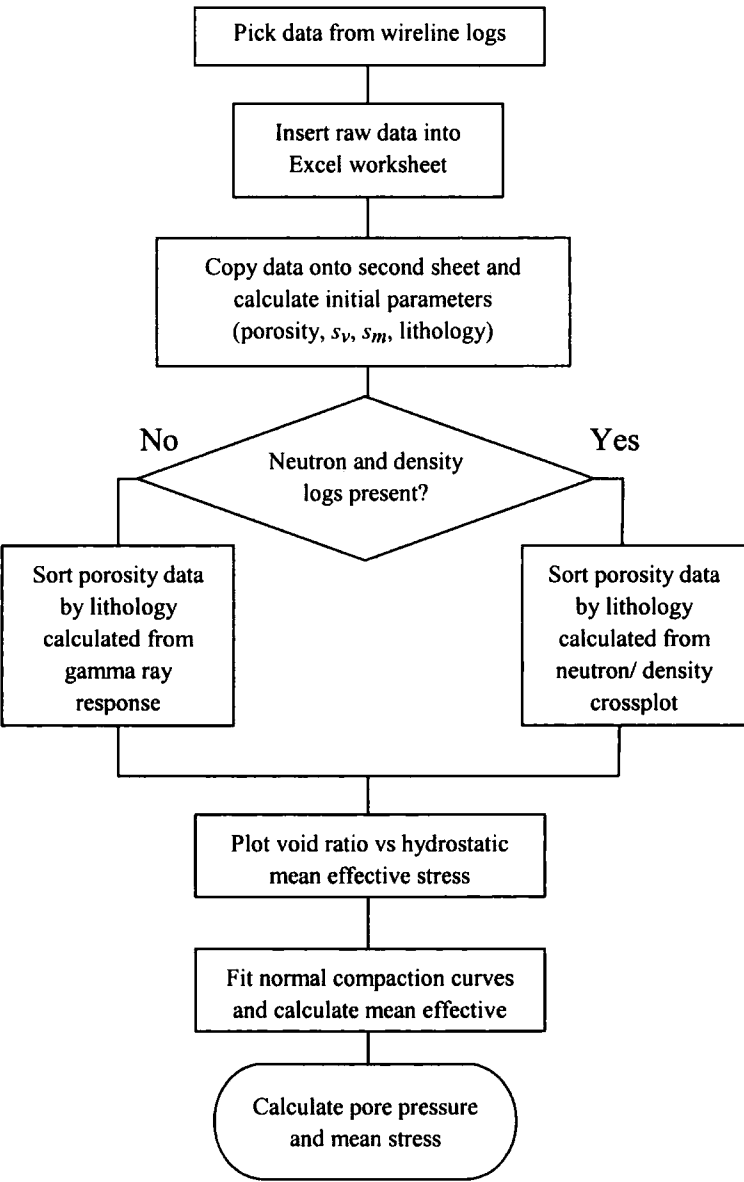 Pick data from wireline logs
Insert raw data into
Excel worksheet
Copy data onto second sheet and
calculate initial parameters
(porosity, sv, sm, lithology)
No
Yes
Neutron and density
logs present?
Sort porosity data
by lithology
calculated from
gamma ray
response
Sort porosity data
by lithology
calculated from
neutron/ density
crossplot
Plot void ratio vs hydrostatic
mean effective stress
Fit normal compaction curves
and calculate mean effective
Calculate pore pressure
and mean stress